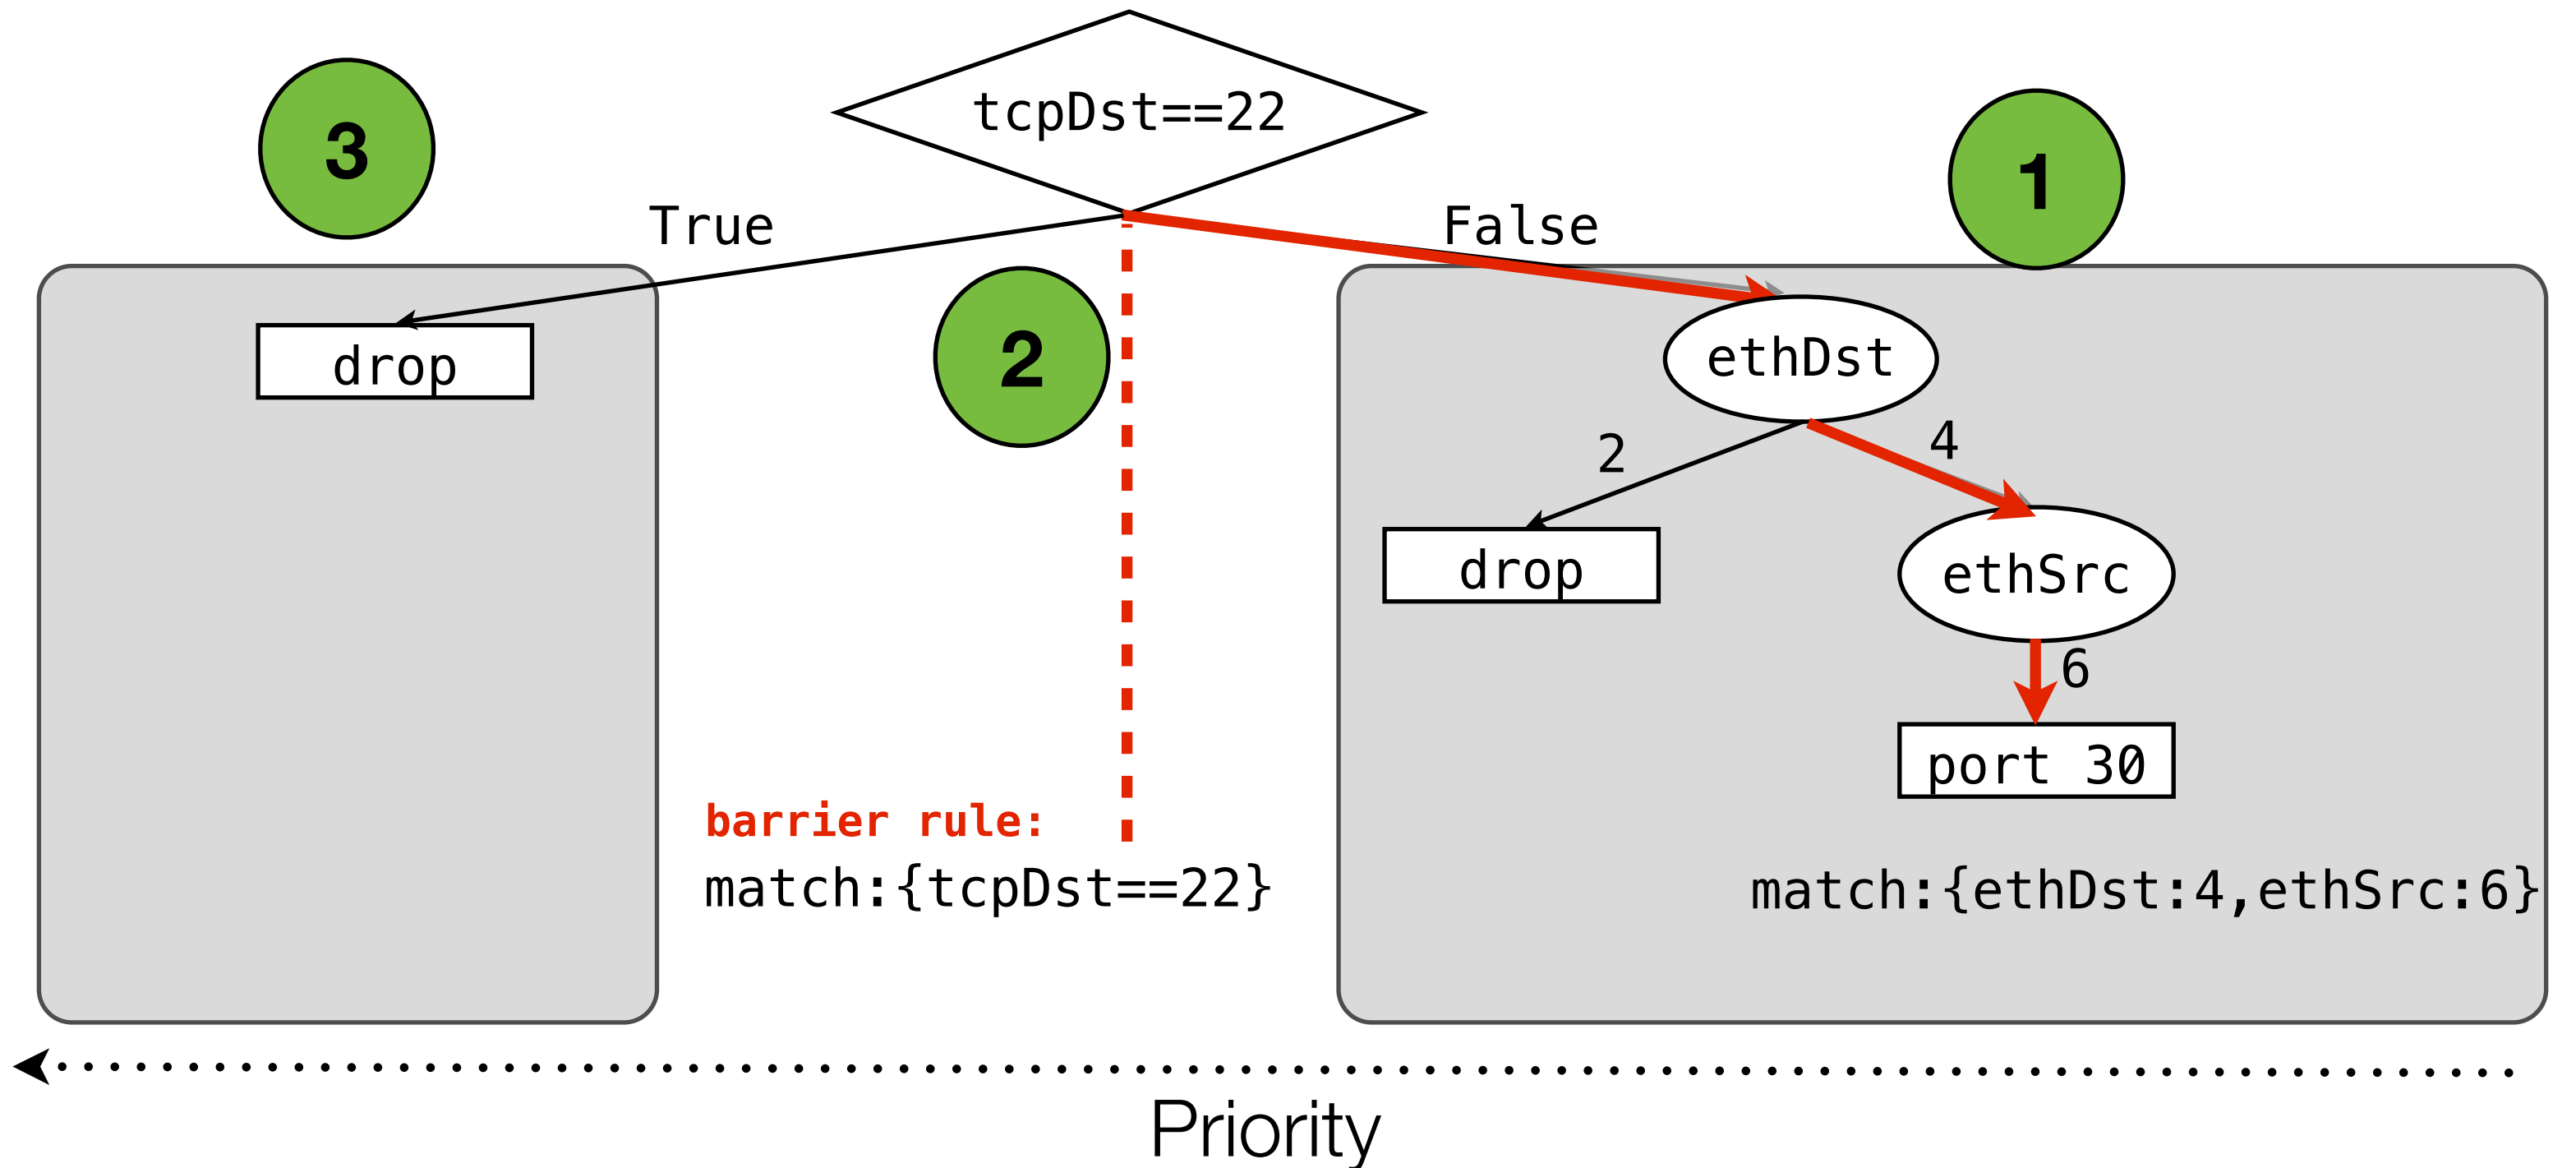 tcpDst==22
3
1
True
False
2
drop
ethDst
2
4
drop
ethSrc
6
port 30
barrier rule:
match:{tcpDst==22}
match:{ethDst:4,ethSrc:6}
Priority